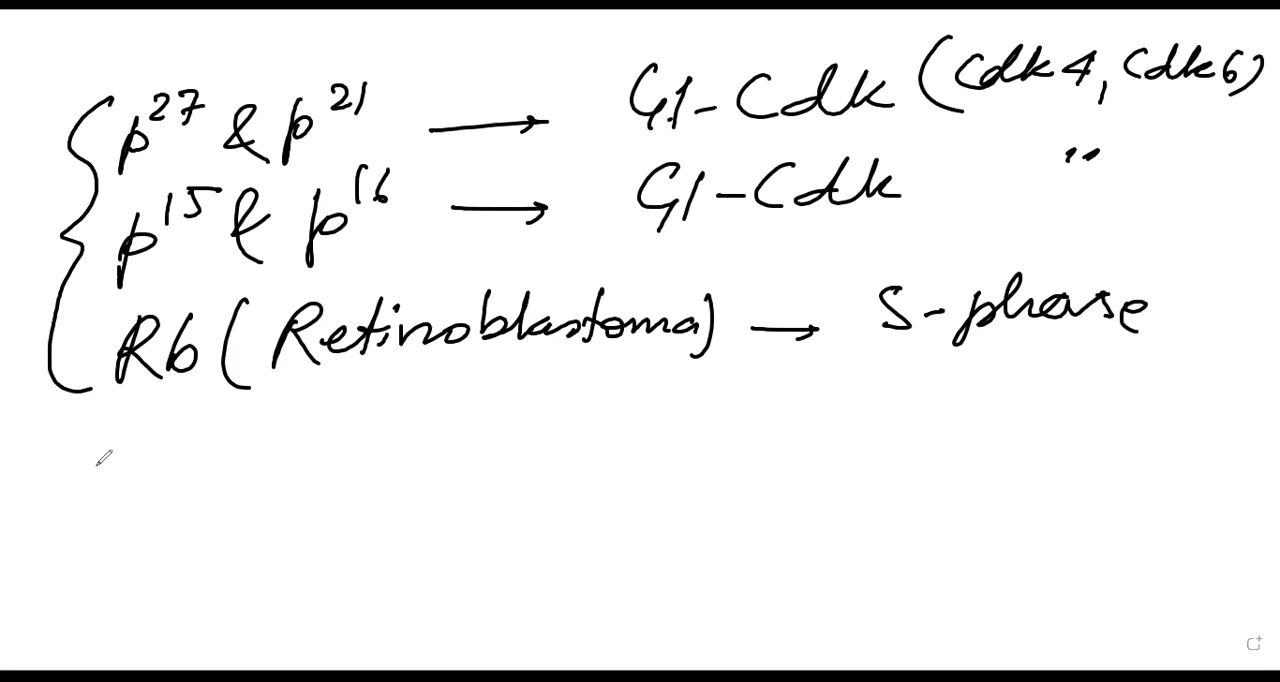 p27 & p21 → G1-Cdk (Cdk4, Cdk6)
p15 & p16 → G1-Cdk "
Rb (Retinoblastoma) → S-phase